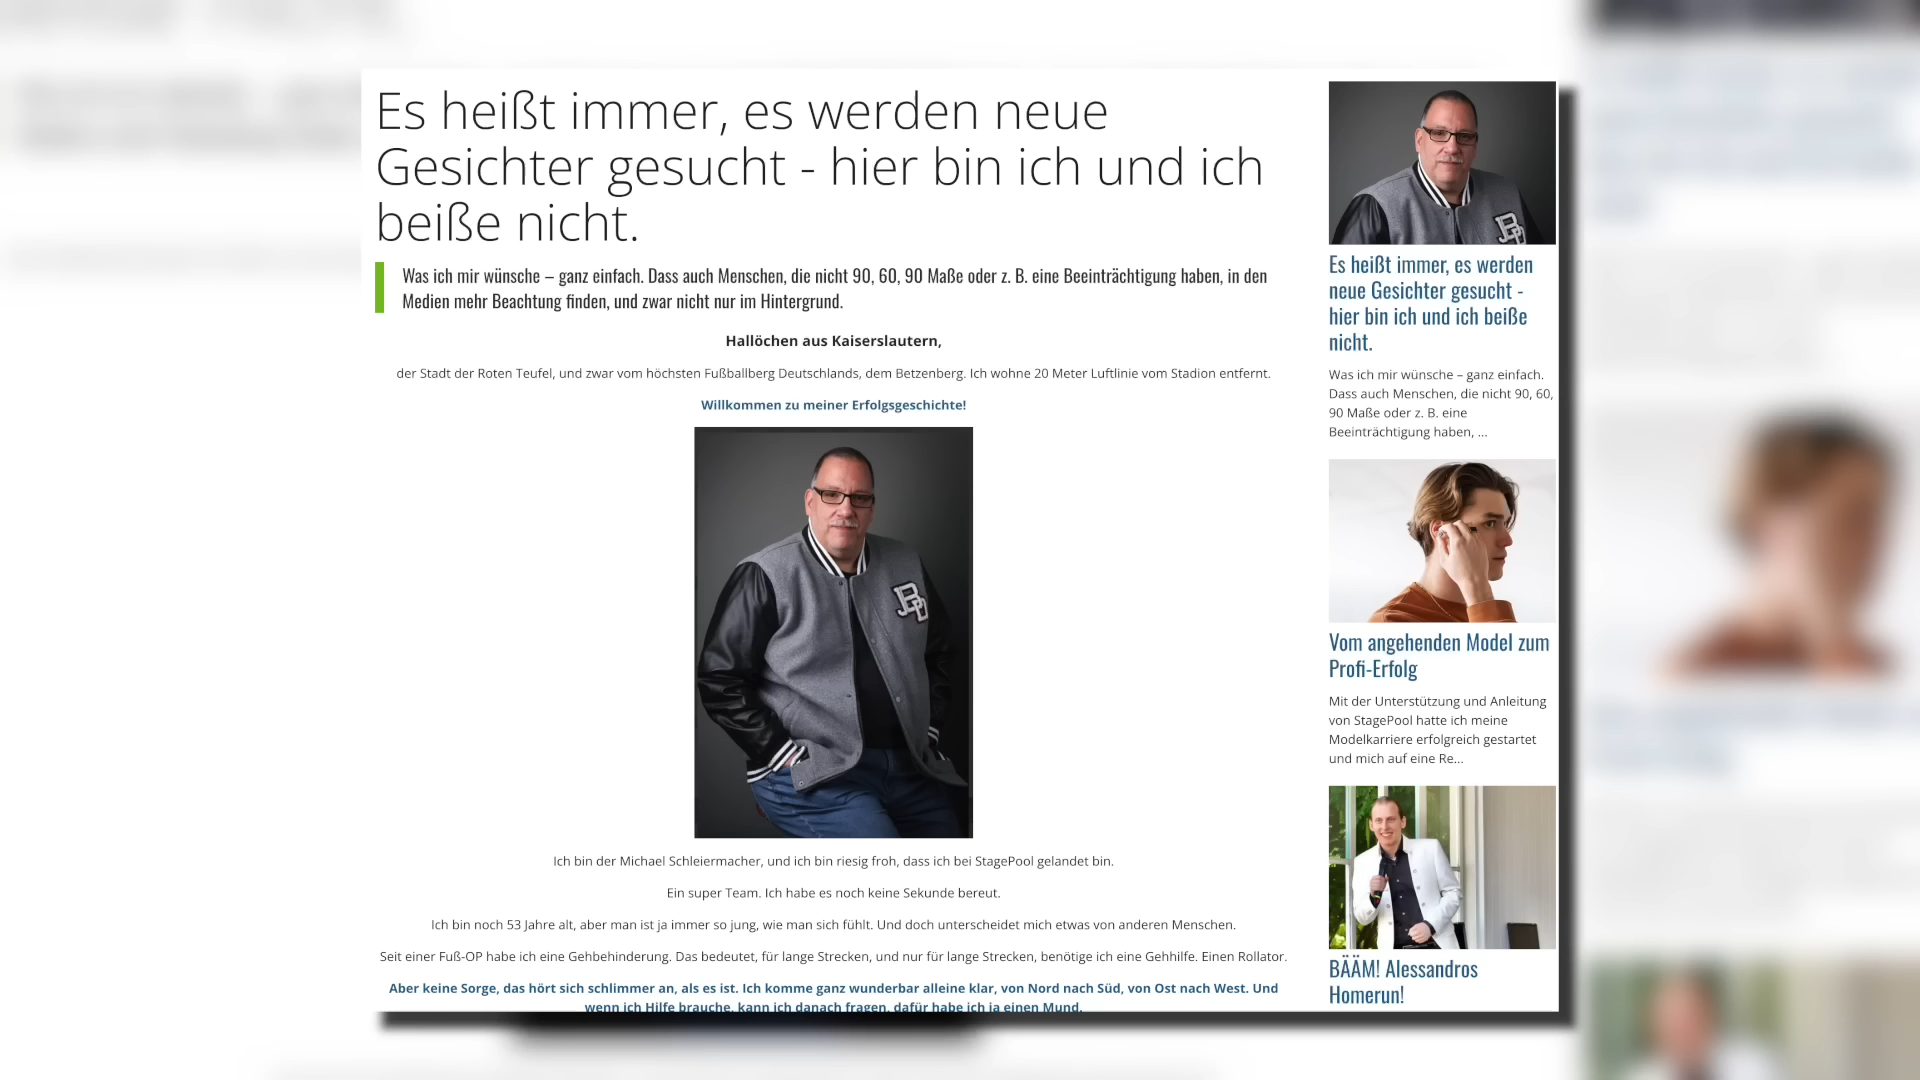 Es heißt immer, es werden neue
Gesichter gesucht - hier bin ich und ich
beiße nicht.
Was ich mir wünsche – ganz einfach. Dass auch Menschen, die nicht 90, 60, 90 Maße oder z. B. eine Beeinträchtigung haben, in den
Medien mehr Beachtung finden, und zwar nicht nur im Hintergrund.
Hallöchen aus Kaiserslautern,
der Stadt der Roten Teufel, und zwar vom höchsten Fußballberg Deutschlands, dem Betzenberg. Ich wohne 20 Meter Luftlinie vom Stadion entfernt.
Willkommen zu meiner Erfolgsgeschichte!
Ich bin der Michael Schleiermacher, und ich bin riesig froh, dass ich bei StagePool gelandet bin.
Ein super Team. Ich habe es noch keine Sekunde bereut.
Ich bin noch 53 Jahre alt, aber man ist ja immer so jung, wie man sich fühlt. Und doch unterscheidet mich etwas von anderen Menschen.
Seit einer Fuß-OP habe ich eine Gehbehinderung. Das bedeutet, für lange Strecken, und nur für lange Strecken, benötige ich eine Gehhilfe. Einen Rollator.
Aber keine Sorge, das hört sich schlimmer an, als es ist. Ich komme ganz wunderbar alleine klar, von Nord nach Süd, von Ost nach West. Und
wenn ich Hilfe brauche, kann ich danach fragen, dafür habe ich ja einen Mund.
Es heißt immer, es werden
neue Gesichter gesucht -
hier bin ich und ich beiße
nicht.
Was ich mir wünsche – ganz einfach.
Dass auch Menschen, die nicht 90, 60,
90 Maße oder z. B. eine
Beeinträchtigung haben, ...
Vom angehenden Model zum
Profi-Erfolg
Mit der Unterstützung und Anleitung
von StagePool hatte ich meine
Modelkarriere erfolgreich gestartet
und mich auf eine Re...
BÄÄM! Alessandros
Homerun!